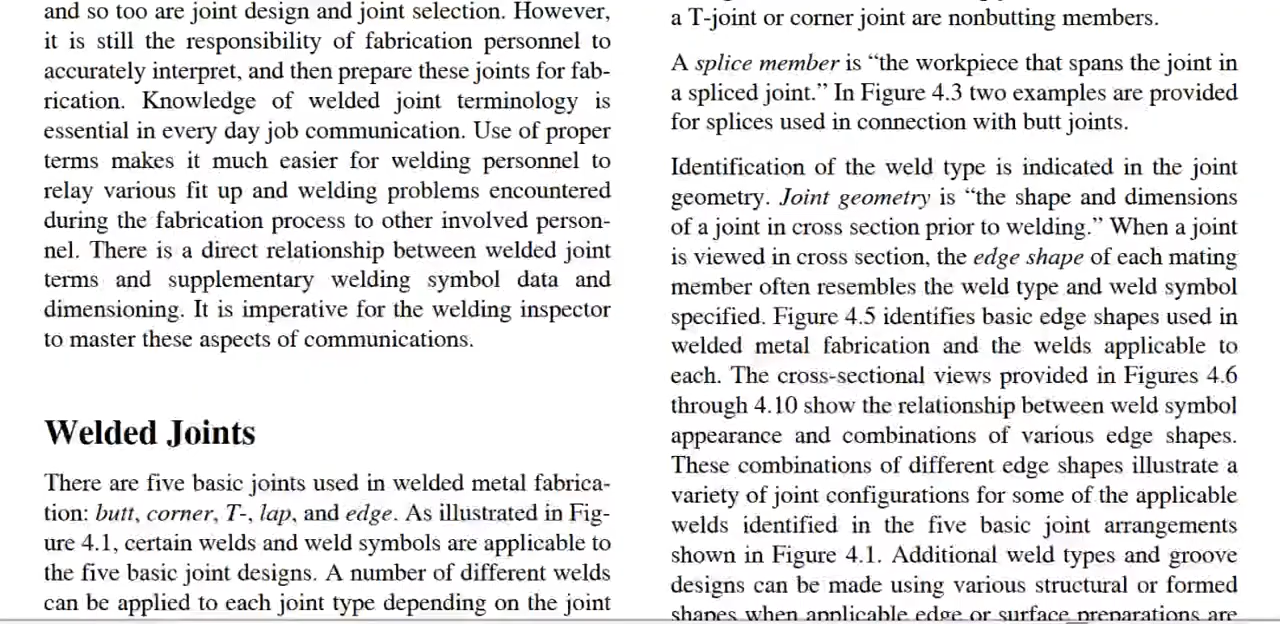 and so too are joint design and joint selection. However,
it is still the responsibility of fabrication personnel to
accurately interpret, and then prepare these joints for fab-
rication. Knowledge of welded joint terminology is
essential in every day job communication. Use of proper
terms makes it much easier for welding personnel to
relay various fit up and welding problems encountered
during the fabrication process to other involved person-
nel. There is a direct relationship between welded joint
terms and supplementary welding symbol data and
dimensioning. It is imperative for the welding inspector
to master these aspects of communications.
Welded Joints
There are five basic joints used in welded metal fabrica-
tion: butt, corner, T-, lap, and edge. As illustrated in Fig-
ure 4.1, certain welds and weld symbols are applicable to
the five basic joint designs. A number of different welds
can be applied to each joint type depending on the joint
a T-joint or corner joint are nonbutting members.
A splice member is “the workpiece that spans the joint in
a spliced joint.” In Figure 4.3 two examples are provided
for splices used in connection with butt joints.
Identification of the weld type is indicated in the joint
geometry. Joint geometry is “the shape and dimensions
of a joint in cross section prior to welding.” When a joint
is viewed in cross section, the edge shape of each mating
member often resembles the weld type and weld symbol
specified. Figure 4.5 identifies basic edge shapes used in
welded metal fabrication and the welds applicable to
each. The cross-sectional views provided in Figures 4.6
through 4.10 show the relationship between weld symbol
appearance and combinations of various edge shapes.
These combinations of different edge shapes illustrate a
variety of joint configurations for some of the applicable
welds identified in the five basic joint arrangements
shown in Figure 4.1. Additional weld types and groove
designs can be made using various structural or formed
shapes when applicable edge or surface preparations are